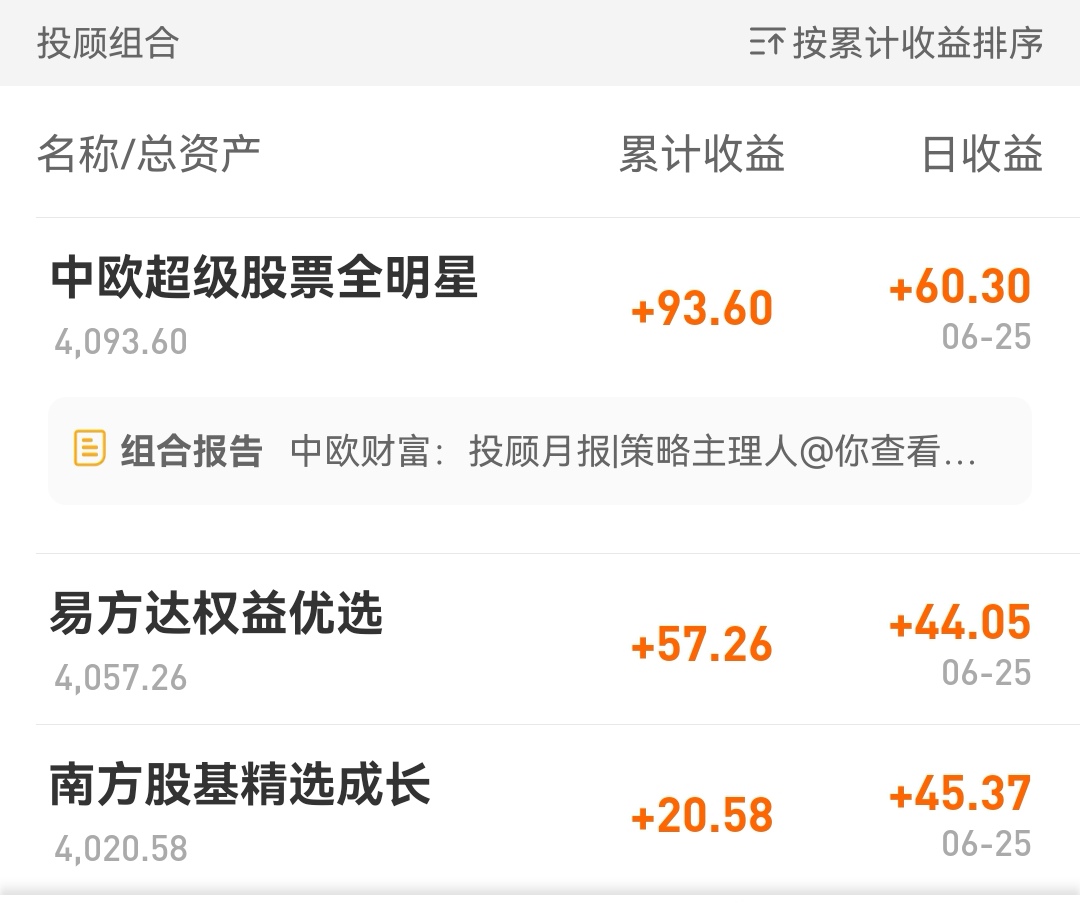 投顾组合 按累计收益排序
名称/总资产 累计收益 日收益
中欧超级股票全明星
4,093.60
+93.60
+60.30
06-25
组合报告 中欧财富：投顾月报|策略主理人@你查看...
易方达权益优选
4,057.26
+57.26
+44.05
06-25
南方股基精选成长
4,020.58
+20.58
+45.37
06-25